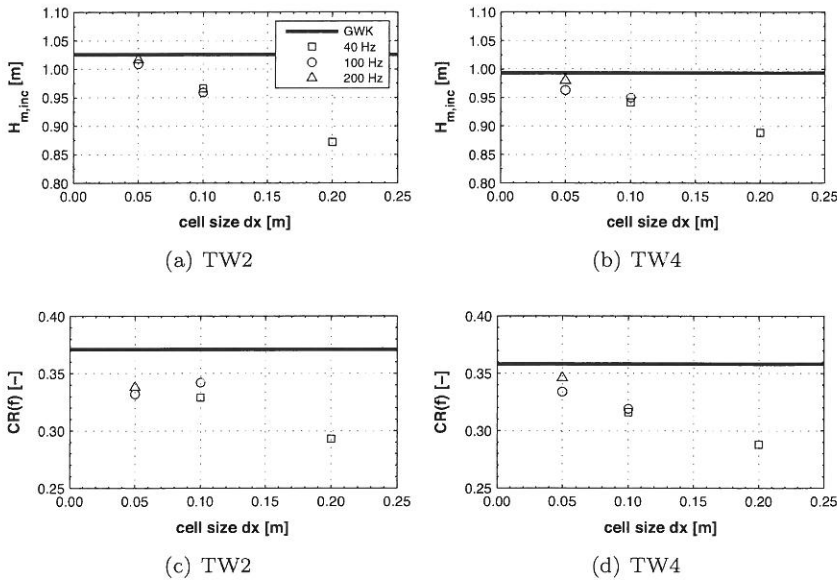 1.10
1.05
1.00
0.95
0.90
0.85
0.80
H_m,inc [m]
GWK
40 Hz
100 Hz
200 Hz
0.00 0.05 0.10 0.15 0.20 0.25
cell size dx [m]
(a) TW2
1.10
1.05
1.00
0.95
0.90
0.85
0.80
H_m,inc [m]
0.00 0.05 0.10 0.15 0.20 0.25
cell size dx [m]
(b) TW4
0.40
0.35
0.30
0.25
CR(f) [–]
0.00 0.05 0.10 0.15 0.20 0.25
cell size dx [m]
(c) TW2
0.40
0.35
0.30
0.25
CR(f) [–]
0.00 0.05 0.10 0.15 0.20 0.25
cell size dx [m]
(d) TW4